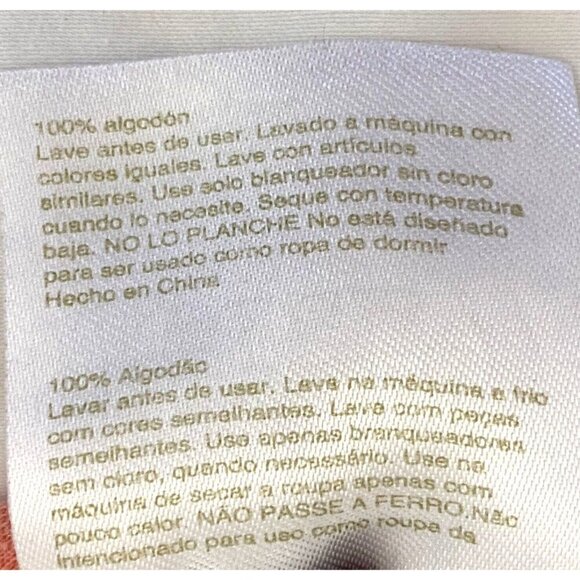 100% algodón
Lave antes de usar. Lavado a máquina con
colores iguales. Lave con artículos
similares. Use solo blanqueador sin cloro
cuando lo necesite. Seque con temperatura
baja. NO LO PLANCHE No está diseñado
para ser usado como ropa de dormir
Hecho en China
100% Algodão
Lavar antes de usar. Lave na máquina a frio
com cores semelhantes. Lave com peças
semelhantes. Use apenas branqueadores
sem cloro, quando necessário. Use na
máquina de secar a roupa apenas com
pouco calor. NÃO PASSE A FERRO.Não
intencionado para uso como roupa de